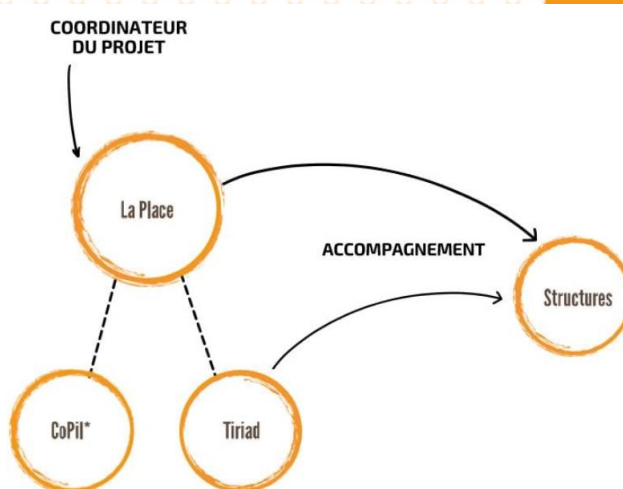 COORDINATEUR
DU PROJET
La Place
ACCOMPAGNEMENT
Structures
CoPil*
Tiriad